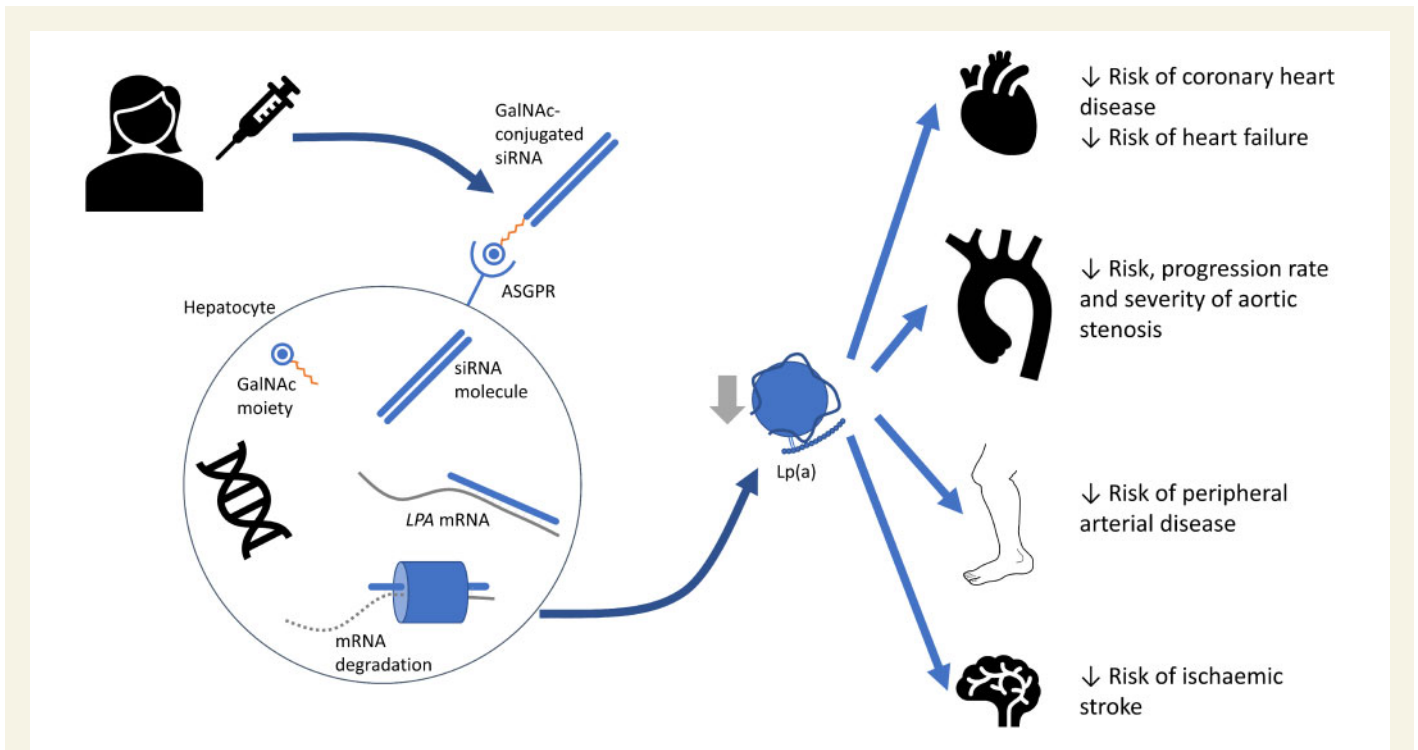 GalNAc-
conjugated
siRNA
ASGPR
Hepatocyte
GalNAc
moiety
siRNA
molecule
LPA mRNA
mRNA
degradation
Lp(a)
↓ Risk of coronary heart
disease
↓ Risk of heart failure
↓ Risk, progression rate
and severity of aortic
stenosis
↓ Risk of peripheral
arterial disease
↓ Risk of ischaemic
stroke